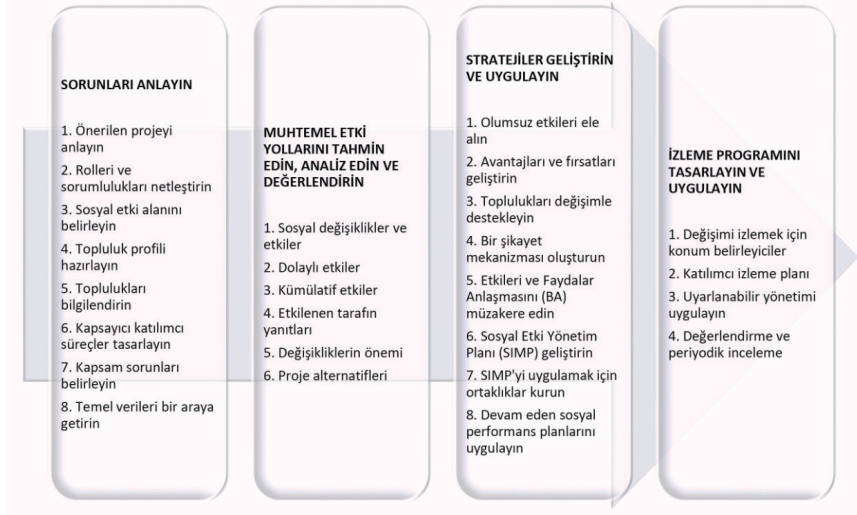 SORUNLARI ANLAYIN
1. Önerilen projeyi
anlayın
2. Rolleri ve
sorumlulukları netleştirin
3. Sosyal etki alanını
belirleyin
4. Topluluk profili
hazırlayın
5. Toplulukları
bilgilendirin
6. Kapsayıcı katılımcı
süreçler tasarlayın
7. Kapsam sorunları
belirleyin
8. Temel verileri bir araya
getirin
MUHTEMEL ETKİ
YOLLARINI TAHMİN
EDİN, ANALİZ EDİN VE
DEĞERLENDİRİN
1. Sosyal değişiklikler ve
etkiler
2. Dolaylı etkiler
3. Kümülatif etkiler
4. Etkilenen tarafın
yanıtları
5. Değişikliklerin önemi
6. Proje alternatifleri
STRATEJİLER GELİŞTİRİN
VE UYGULAYIN
1. Olumsuz etkileri ele
alın
2. Avantajları ve fırsatları
geliştirin
3. Toplulukları değişimle
destekleyin
4. Bir şikayet
mekanizması oluşturun
5. Etkileri ve Faydalar
Anlaşmasını (BA)
müzakere edin
6. Sosyal Etki Yönetim
Planı (SIMP) geliştirin
7. SIMP'yi uygulamak için
ortaklıklar kurun
8. Devam eden sosyal
performans planlarını
uygulayın
İZLEME PROGRAMINI
TASARLAYIN VE
UYGULAYIN
1. Değişimi izlemek için
konum belirleyiciler
2. Katılımcı izleme planı
3. Uyarlanabilir yönetimi
uygulayın
4. Değerlendirme ve
periyodik inceleme